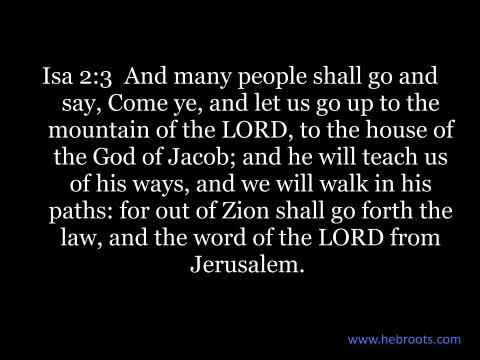 Isa 2:3  And many people shall go and
say, Come ye, and let us go up to the
mountain of the LORD, to the house of
the God of Jacob; and he will teach us
of his ways, and we will walk in his
paths: for out of Zion shall go forth the
law, and the word of the LORD from
Jerusalem.
www.hebroots.com